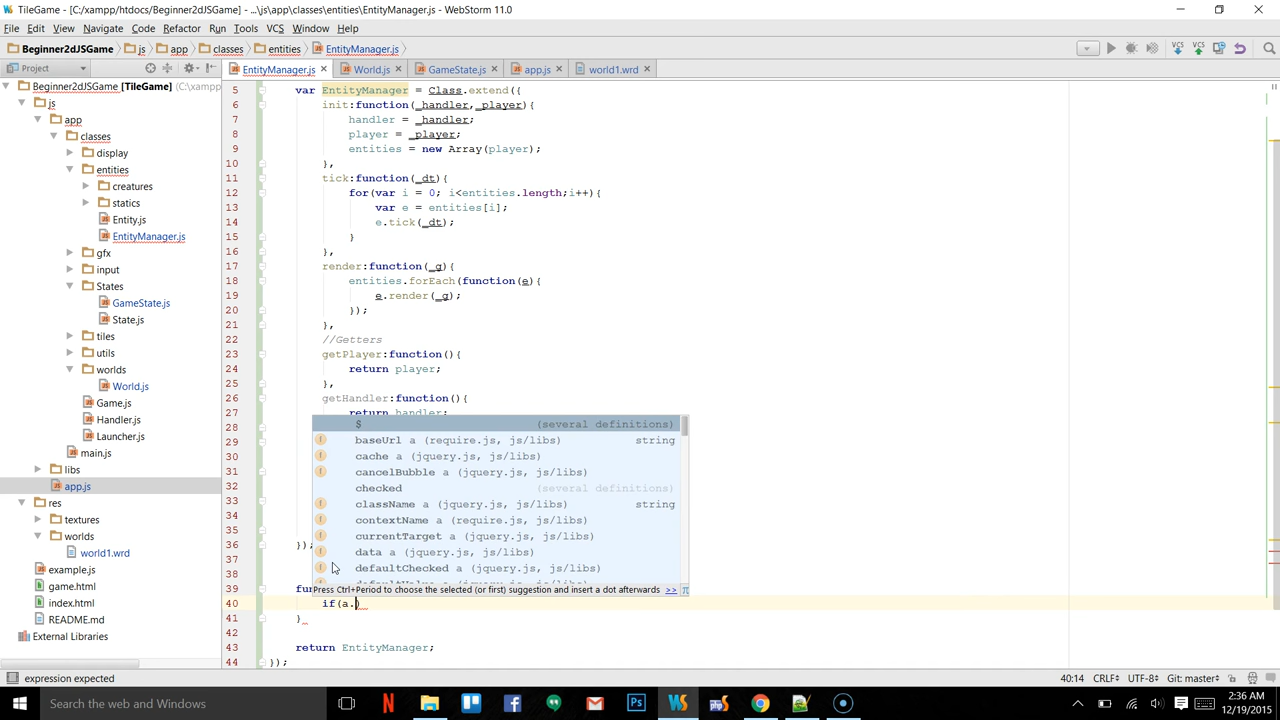 TileGame - [C:/xampp/htdocs/Beginner2dJSGame] - ...\js\app\classes\entities\EntityManager.js - WebStorm 11.0
File Edit View Navigate Code Refactor Run Tools VCS Window Help
Beginner2dJSGame js app classes entities EntityManager.js
Project
EntityManager.js World.js GameState.js app.js world1.wrd
Beginner2dJSGame [TileGame] (C:\xampp
js
app
classes
display
entities
creatures
statics
Entity.js
EntityManager.js
gfx
input
States
GameState.js
State.js
tiles
utils
worlds
World.js
Game.js
Handler.js
Launcher.js
main.js
libs
app.js
res
textures
worlds
world1.wrd
example.js
game.html
index.html
README.md
External Libraries
5 var EntityManager = Class.extend({
6 init:function(_handler,_player){
7 handler = _handler;
8 player = _player;
9 entities = new Array(player);
10 },
11 tick:function(_dt){
12 for(var i = 0; i<entities.length;i++){
13 var e = entities[i];
14 e.tick(_dt);
15 }
16 },
17 render:function(_g){
18 entities.forEach(function(e){
19 e.render(_g);
20 });
21 },
22 //Getters
23 getPlayer:function(){
24 return player;
25 },
26 getHandler:function(){
27 return handler;
28
29
30
31
32
33
34
35
36 });
37
38
39 fu
40 if(a.)
41 }
42
43 return EntityManager;
44 });
$ (several definitions)
baseUrl a (require.js, js/libs) string
cache a (jquery.js, js/libs)
cancelBubble a (jquery.js, js/libs)
checked (several definitions)
className a (jquery.js, js/libs) string
contextName a (require.js, js/libs)
currentTarget a (jquery.js, js/libs)
data a (jquery.js, js/libs)
defaultChecked a (jquery.js, js/libs)
Press Ctrl+Period to choose the selected (or first) suggestion and insert a dot afterwards >> π
expression expected 40:14 CRLF÷ UTF-8÷ Git: master÷
Search the web and Windows
2:36 AM
12/19/2015